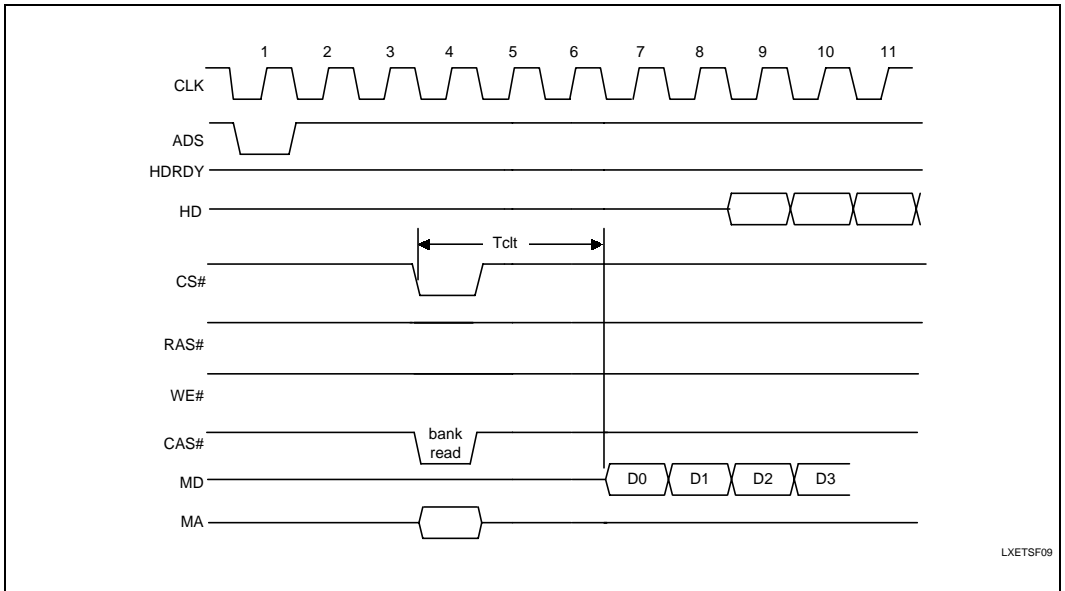 1 2 3 4 5 6 7 8 9 10 11
CLK
ADS
HDRDY
HD
Tclt
CS#
RAS#
WE#
CAS#
bank
read
MD
D0 D1 D2 D3
MA
LXETSF09